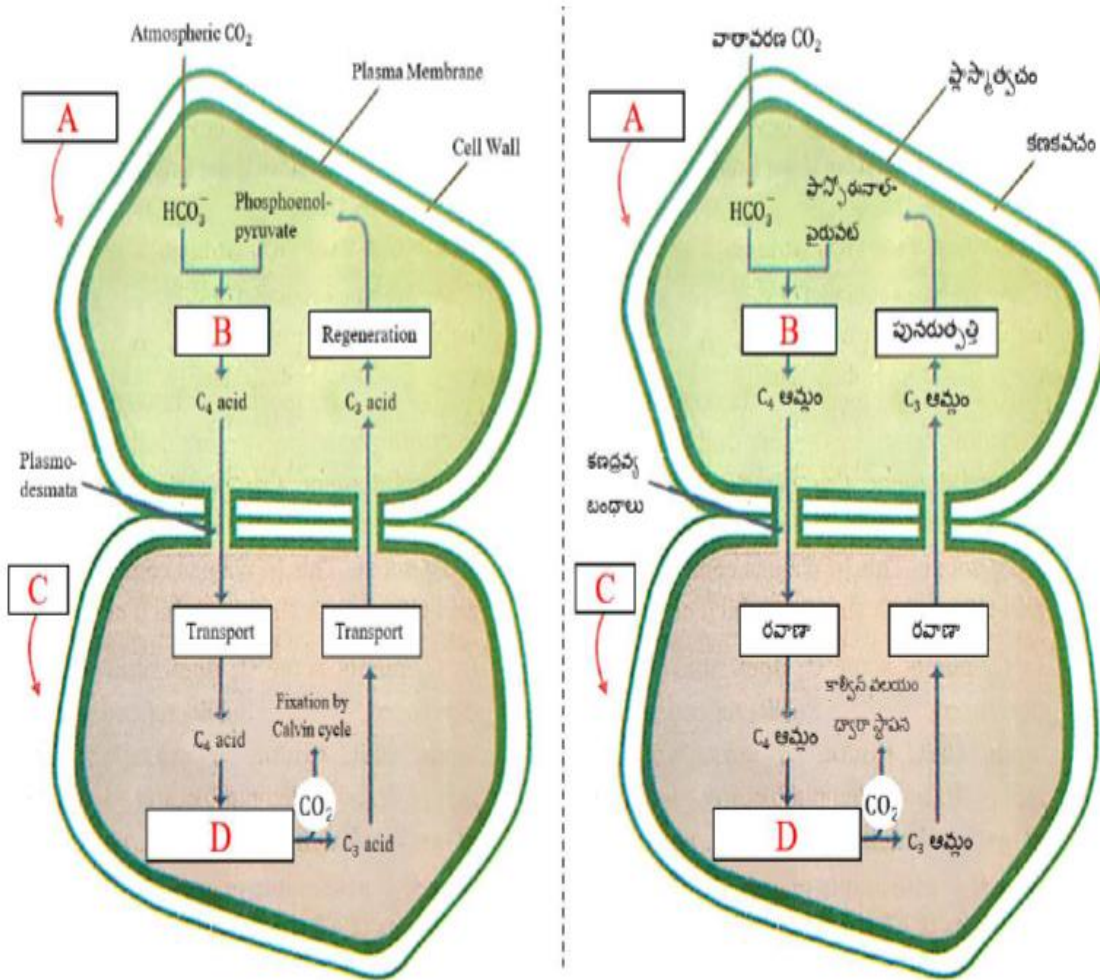 Atmospheric CO₂
Plasma Membrane
A
Cell Wall
HCO₃⁻
Phosphoenol-
pyruvate
B
Regeneration
C₄ acid
C₃ acid
Plasmo-
desmata
C
Transport
Transport
Fixation by
Calvin cycle
C₄ acid
CO₂
D
C₃ acid
వాతావరణ CO₂
ప్లాస్మాత్వచం
A
కణకవచం
HCO₃⁻
ఫాస్ఫోఈనాల్-
పైరువేట్
B
పునరుత్పత్తి
C₄ ఆమ్లం
C₃ ఆమ్లం
కణద్రవ్య
బంధాలు
C
రవాణా
రవాణా
కాల్విన్ వలయం
ద్వారా స్థాపన
C₄ ఆమ్లం
CO₂
D
C₃ ఆమ్లం